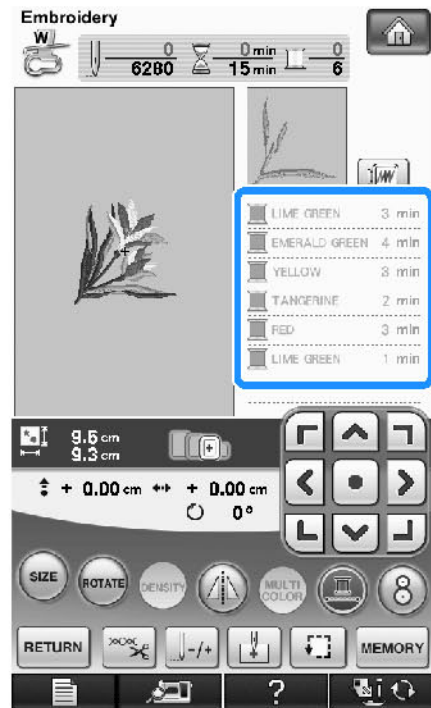 Embroidery
W
0 0 min 0
6280 15 min 6
LIME GREEN 3 min
EMERALD GREEN 4 min
YELLOW 3 min
TANGERINE 2 min
RED 3 min
LIME GREEN 1 min
9.6 cm
9.3 cm
+ 0.00 cm + 0.00 cm
0°
SIZE
ROTATE
DENSITY
MULTI
COLOR
8
RETURN
-/+
MEMORY
?